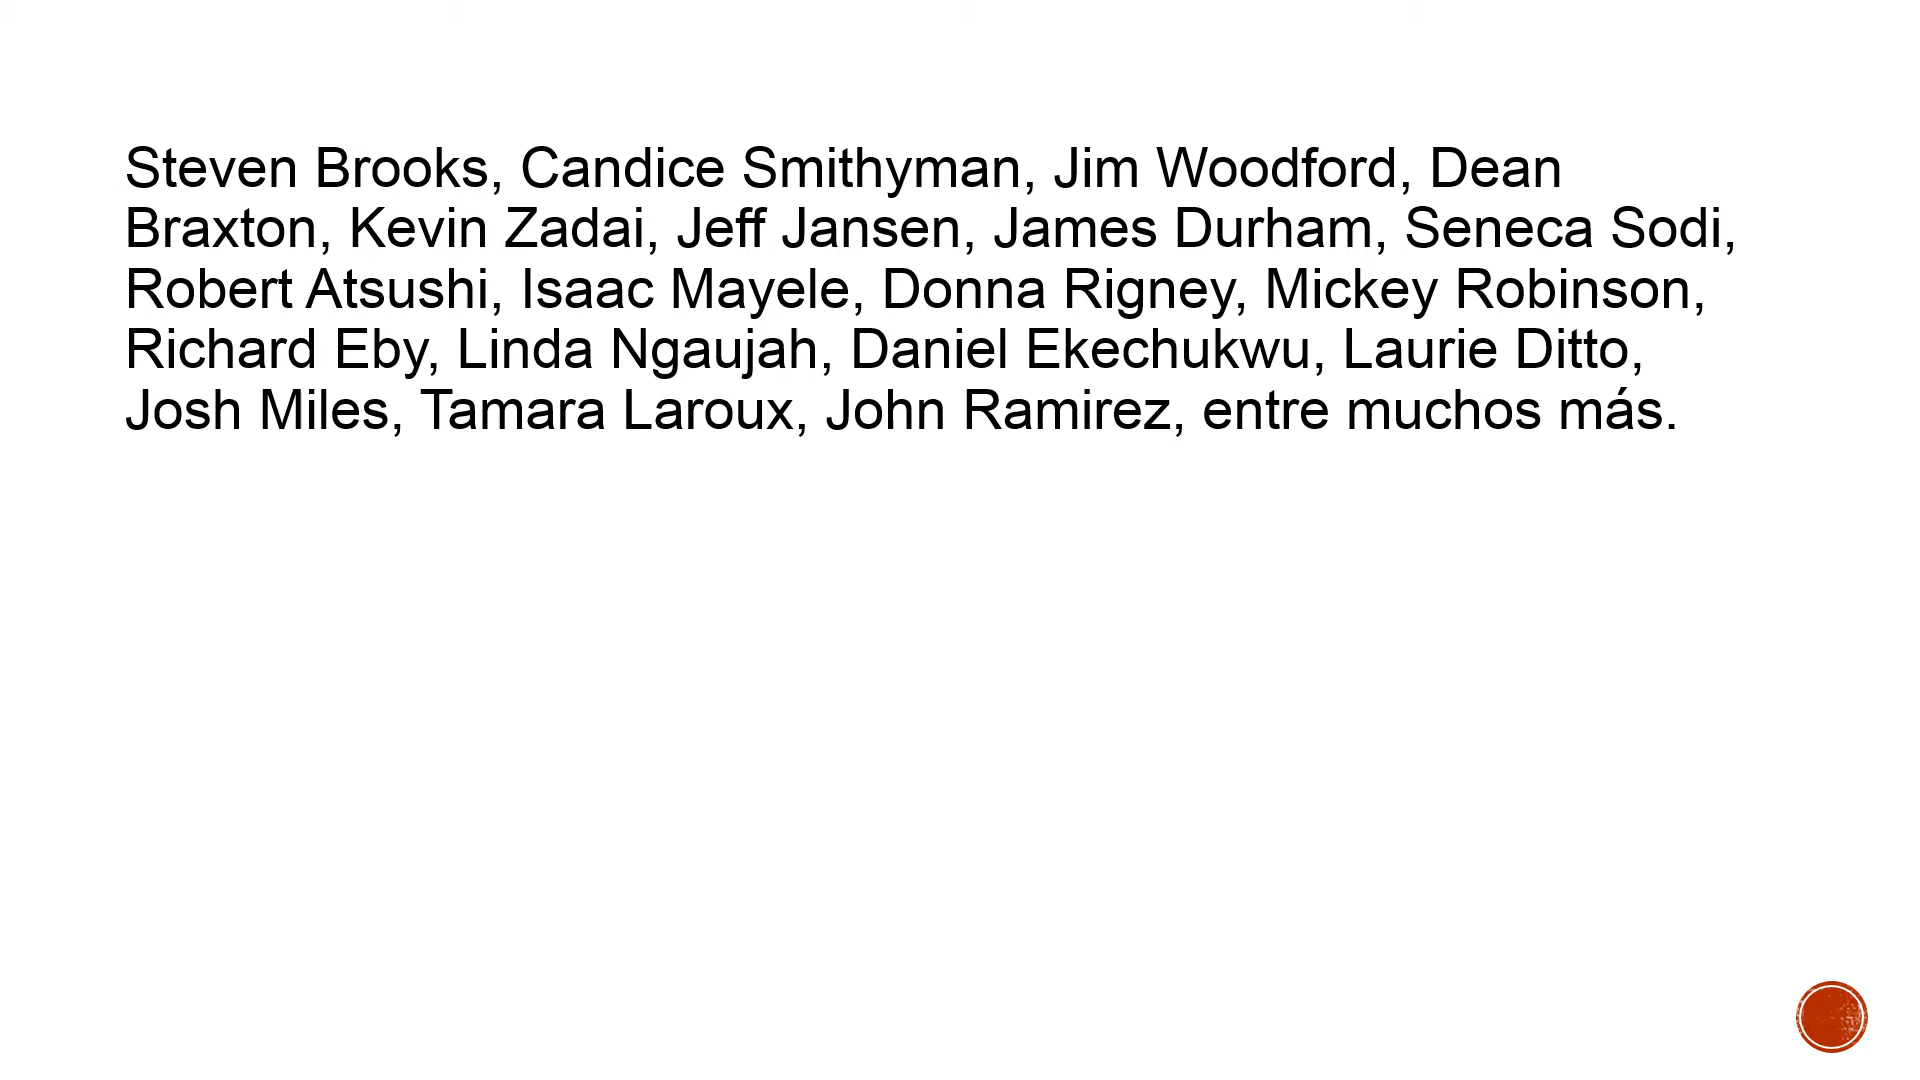 Steven Brooks, Candice Smithyman, Jim Woodford, Dean
Braxton, Kevin Zadai, Jeff Jansen, James Durham, Seneca Sodi,
Robert Atsushi, Isaac Mayele, Donna Rigney, Mickey Robinson,
Richard Eby, Linda Ngaujah, Daniel Ekechukwu, Laurie Ditto,
Josh Miles, Tamara Laroux, John Ramirez, entre muchos más.